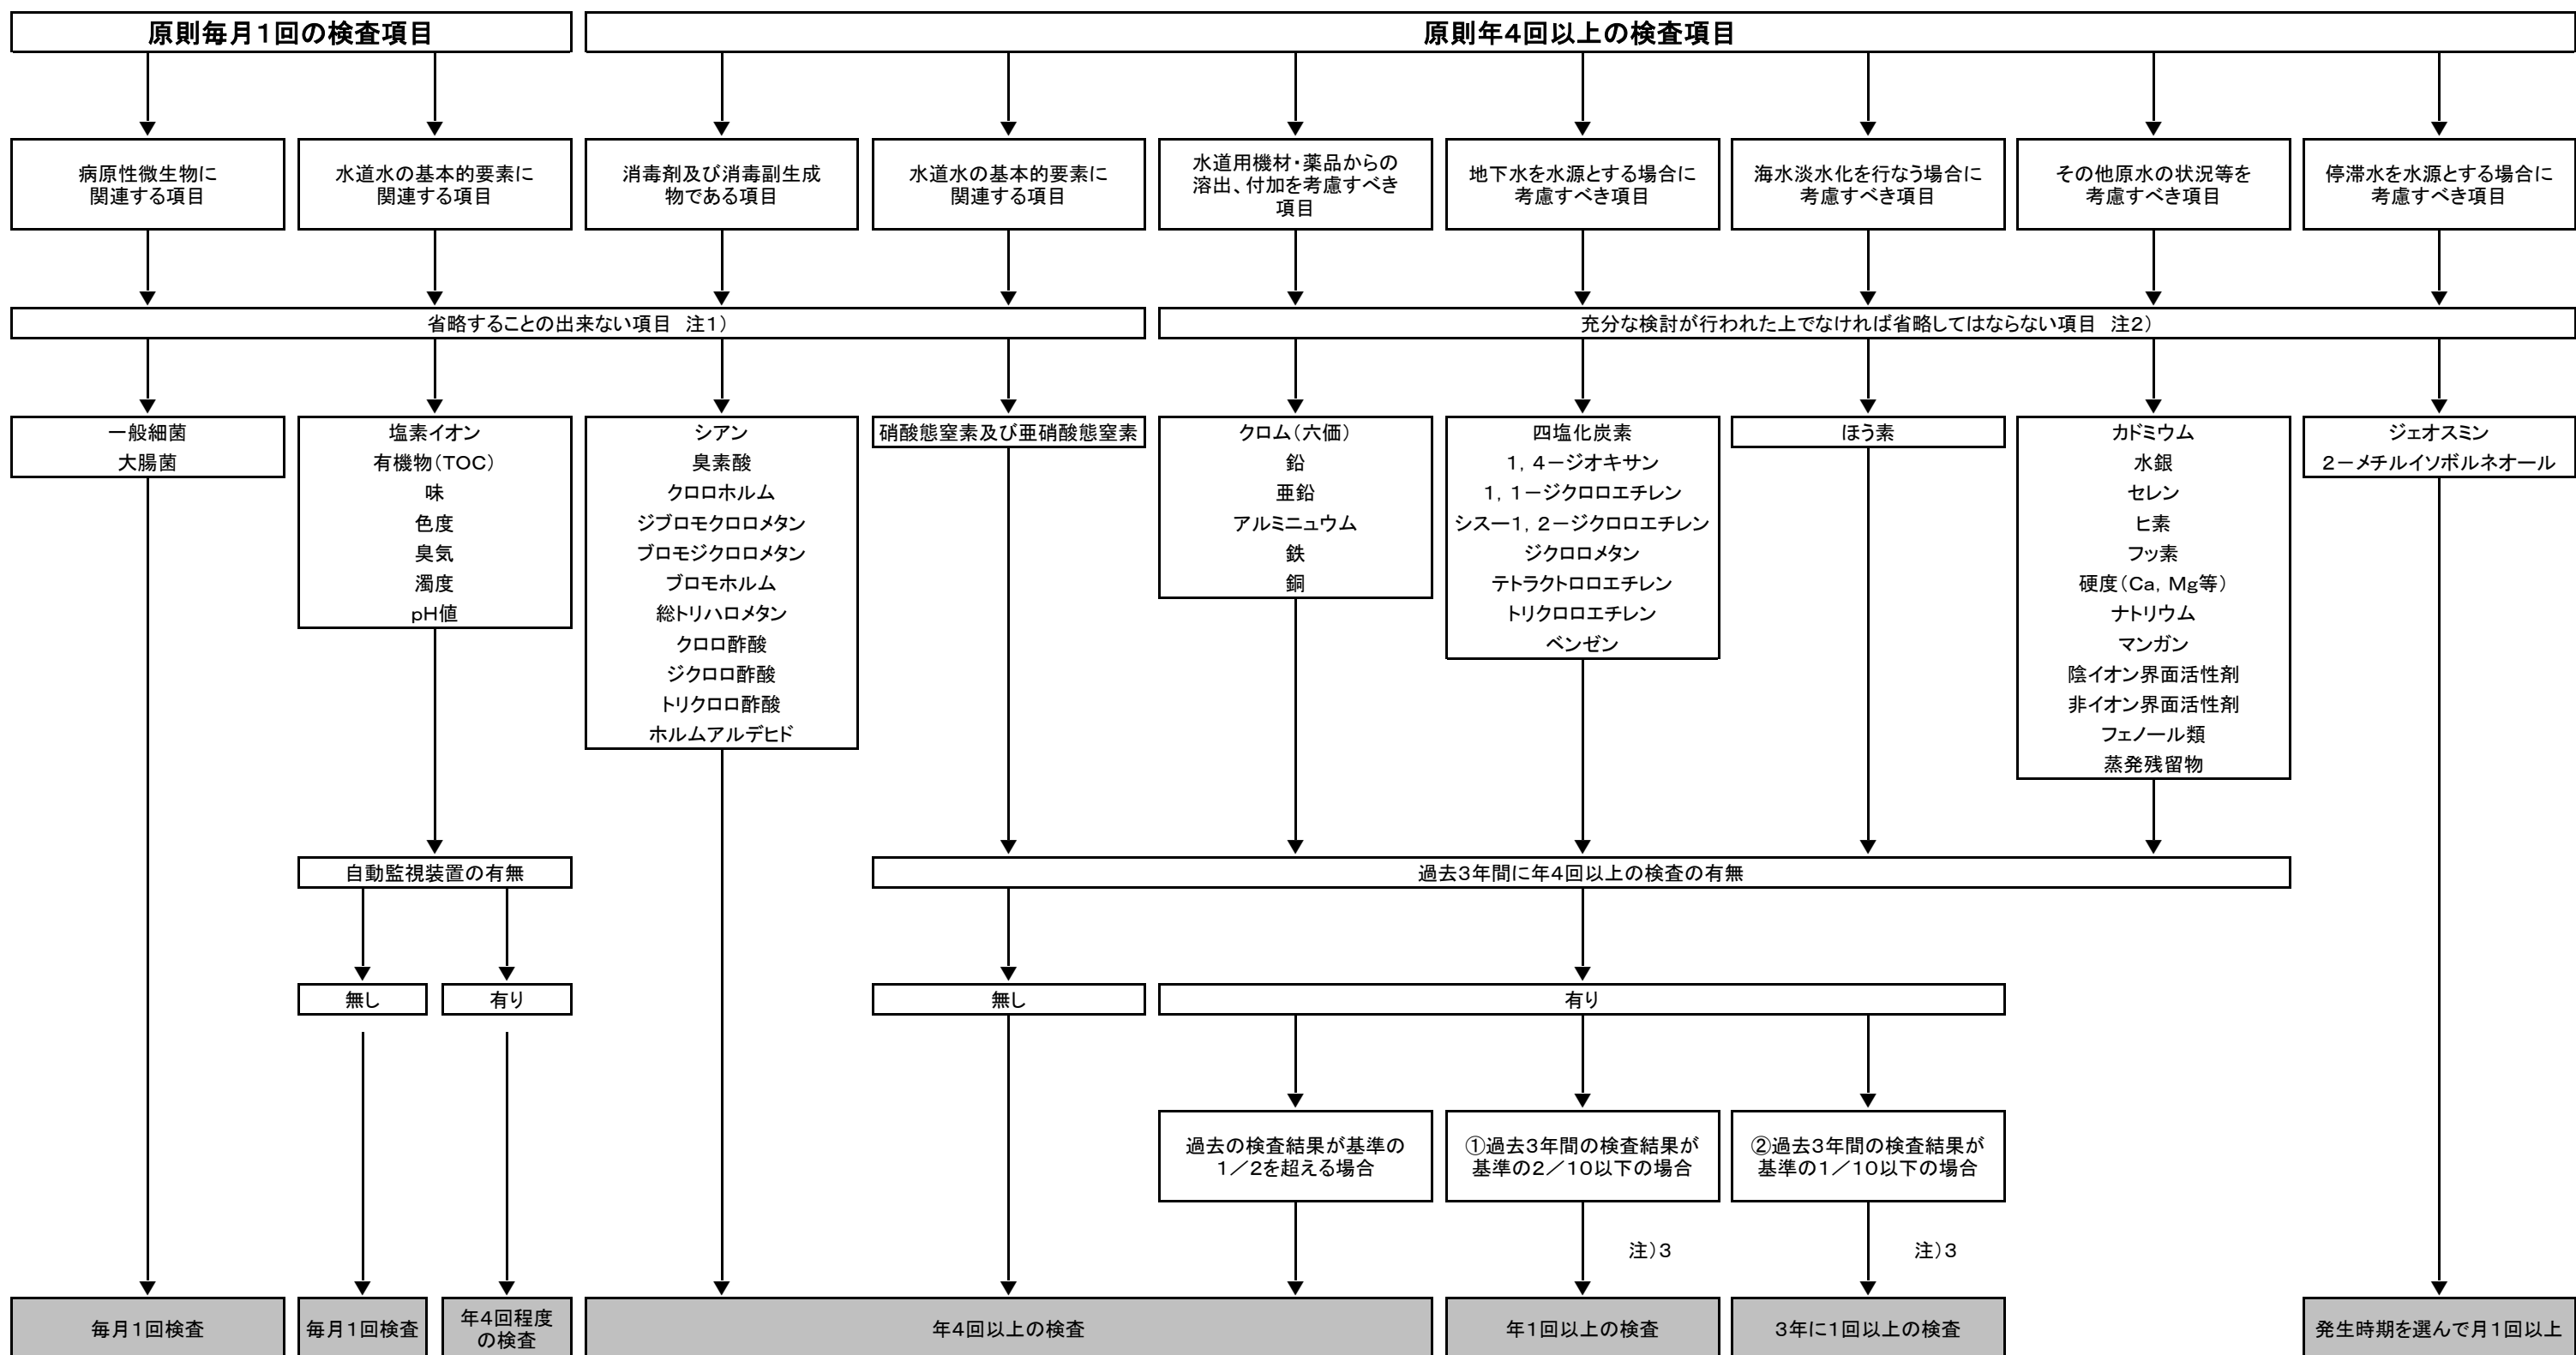 原則毎月1回の検査項目
原則年4回以上の検査項目
病原性微生物に
関連する項目
水道水の基本的要素に
関連する項目
消毒剤及び消毒副生成
物である項目
水道水の基本的要素に
関連する項目
水道用機材・薬品からの
溶出、付加を考慮すべき
項目
地下水を水源とする場合に
考慮すべき項目
海水淡水化を行なう場合に
考慮すべき項目
その他原水の状況等を
考慮すべき項目
停滞水を水源とする場合に
考慮すべき項目
省略することの出来ない項目 注1)
充分な検討が行われた上でなければ省略してはならない項目 注2)
一般細菌
大腸菌
塩素イオン
有機物(TOC)
味
色度
臭気
濁度
pH値
シアン
臭素酸
クロロホルム
ジブロモクロロメタン
ブロモジクロロメタン
ブロモホルム
総トリハロメタン
クロロ酢酸
ジクロロ酢酸
トリクロロ酢酸
ホルムアルデヒド
硝酸態窒素及び亜硝酸態窒素
クロム(六価)
鉛
亜鉛
アルミニュウム
鉄
銅
四塩化炭素
1,4-ジオキサン
1,1-ジクロロエチレン
シスー1,2-ジクロロエチレン
ジクロロメタン
テトラクトロロエチレン
トリクロロエチレン
ベンゼン
ほう素
カドミウム
水銀
セレン
ヒ素
フッ素
硬度(Ca,Mg等)
ナトリウム
マンガン
陰イオン界面活性剤
非イオン界面活性剤
フェノール類
蒸発残留物
ジェオスミン
2-メチルイソボルネオール
自動監視装置の有無
過去3年間に年4回以上の検査の有無
無し
有り
無し
有り
過去の検査結果が基準の
1/2を超える場合
①過去3年間の検査結果が
基準の2/10以下の場合
②過去3年間の検査結果が
基準の1/10以下の場合
注)3
注)3
毎月1回検査
毎月1回検査
年4回程度
の検査
年4回以上の検査
年1回以上の検査
3年に1回以上の検査
発生時期を選んで月1回以上